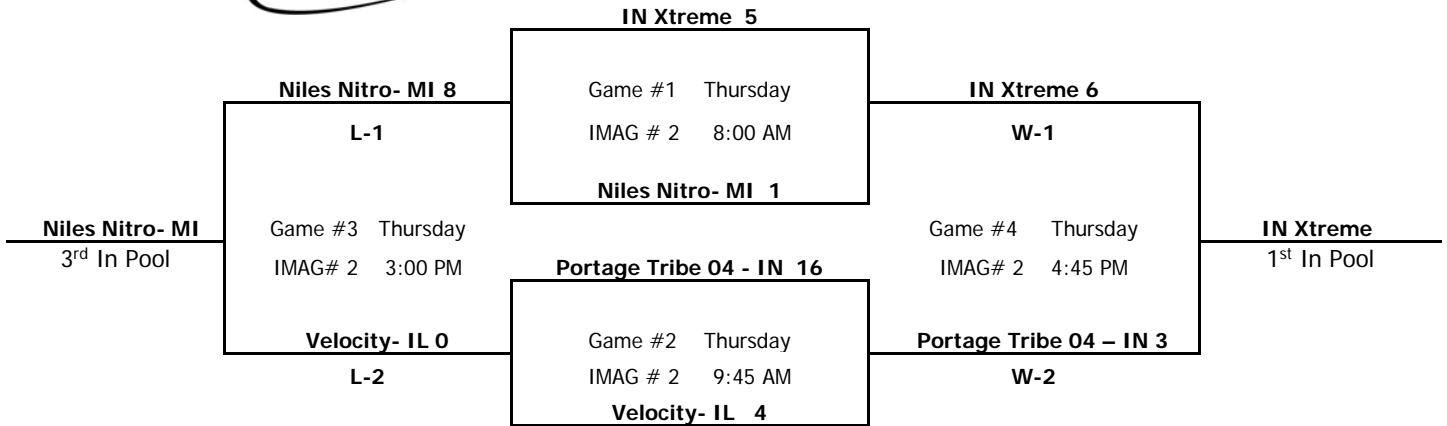 IN Xtreme 5
Niles Nitro- MI 8
Game #1 Thursday
IN Xtreme 6
L-1
IMAG # 2 8:00 AM
W-1
Niles Nitro- MI 1
Niles Nitro- MI
Game #3 Thursday
Game #4 Thursday
IN Xtreme
3rd In Pool
IMAG# 2 3:00 PM
Portage Tribe 04 - IN 16
IMAG# 2 4:45 PM
1st In Pool
Velocity- IL 0
Game #2 Thursday
Portage Tribe 04 – IN 3
L-2
IMAG # 2 9:45 AM
W-2
Velocity- IL 4